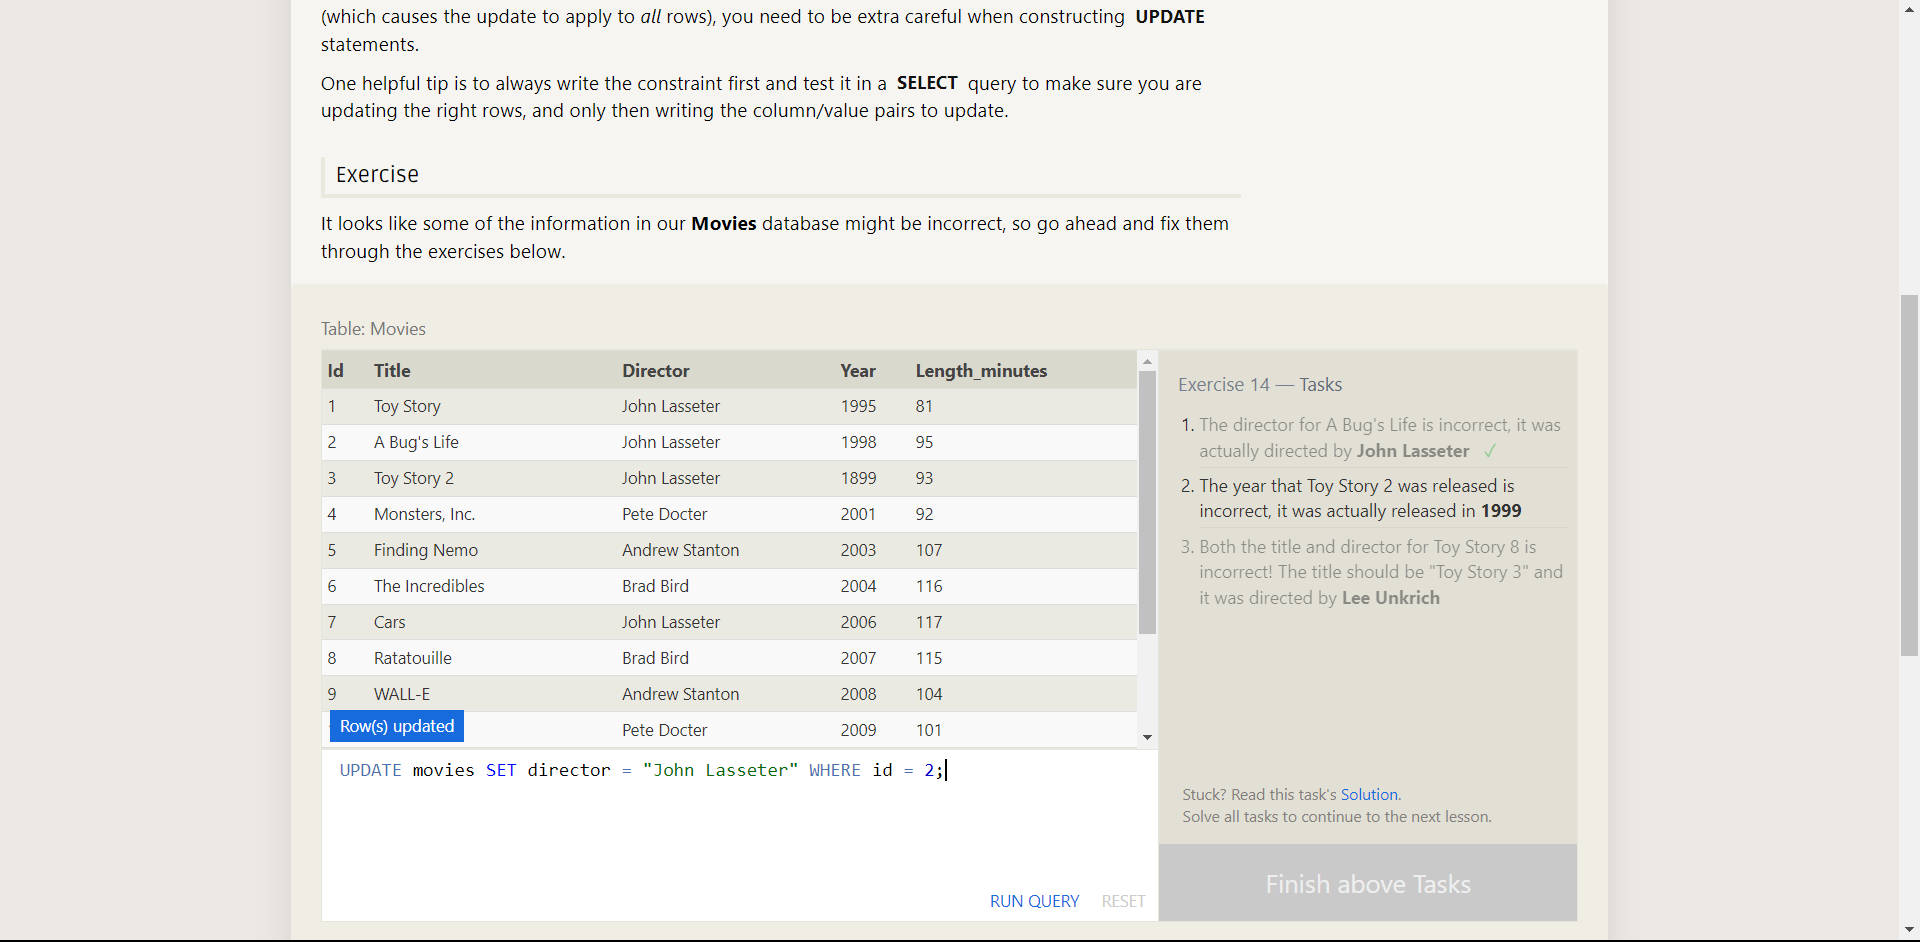 (which causes the update to apply to all rows), you need to be extra careful when constructing UPDATE
statements.
One helpful tip is to always write the constraint first and test it in a SELECT query to make sure you are
updating the right rows, and only then writing the column/value pairs to update.
Exercise
It looks like some of the information in our Movies database might be incorrect, so go ahead and fix them
through the exercises below.
Table: Movies
Id Title Director Year Length_minutes
1 Toy Story John Lasseter 1995 81
2 A Bug's Life John Lasseter 1998 95
3 Toy Story 2 John Lasseter 1899 93
4 Monsters, Inc. Pete Docter 2001 92
5 Finding Nemo Andrew Stanton 2003 107
6 The Incredibles Brad Bird 2004 116
7 Cars John Lasseter 2006 117
8 Ratatouille Brad Bird 2007 115
9 WALL-E Andrew Stanton 2008 104
Pete Docter 2009 101
Row(s) updated
UPDATE movies SET director = "John Lasseter" WHERE id = 2;
RUN QUERY RESET
Exercise 14 — Tasks
1. The director for A Bug's Life is incorrect, it was
actually directed by John Lasseter ✓
2. The year that Toy Story 2 was released is
incorrect, it was actually released in 1999
3. Both the title and director for Toy Story 8 is
incorrect! The title should be "Toy Story 3" and
it was directed by Lee Unkrich
Stuck? Read this task's Solution.
Solve all tasks to continue to the next lesson.
Finish above Tasks